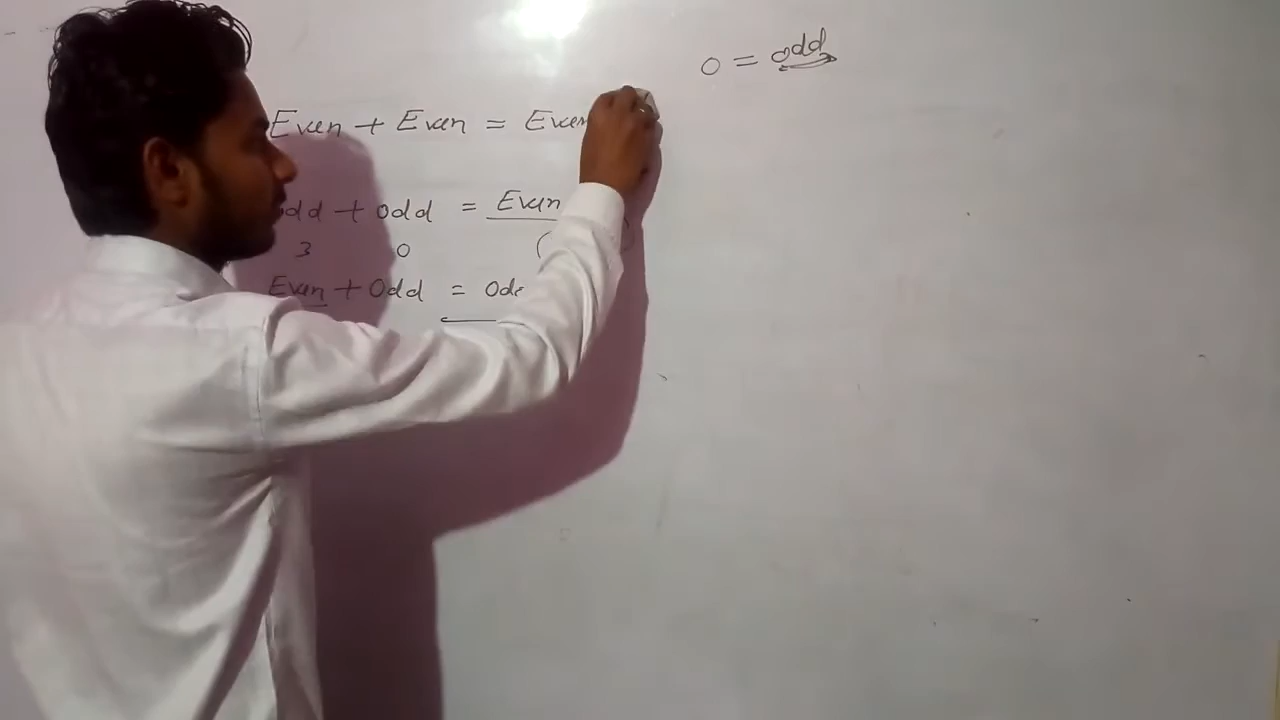 0 = odd
Even + Even = Even
odd + odd = Even
3 0 (
Even + Odd = Odd